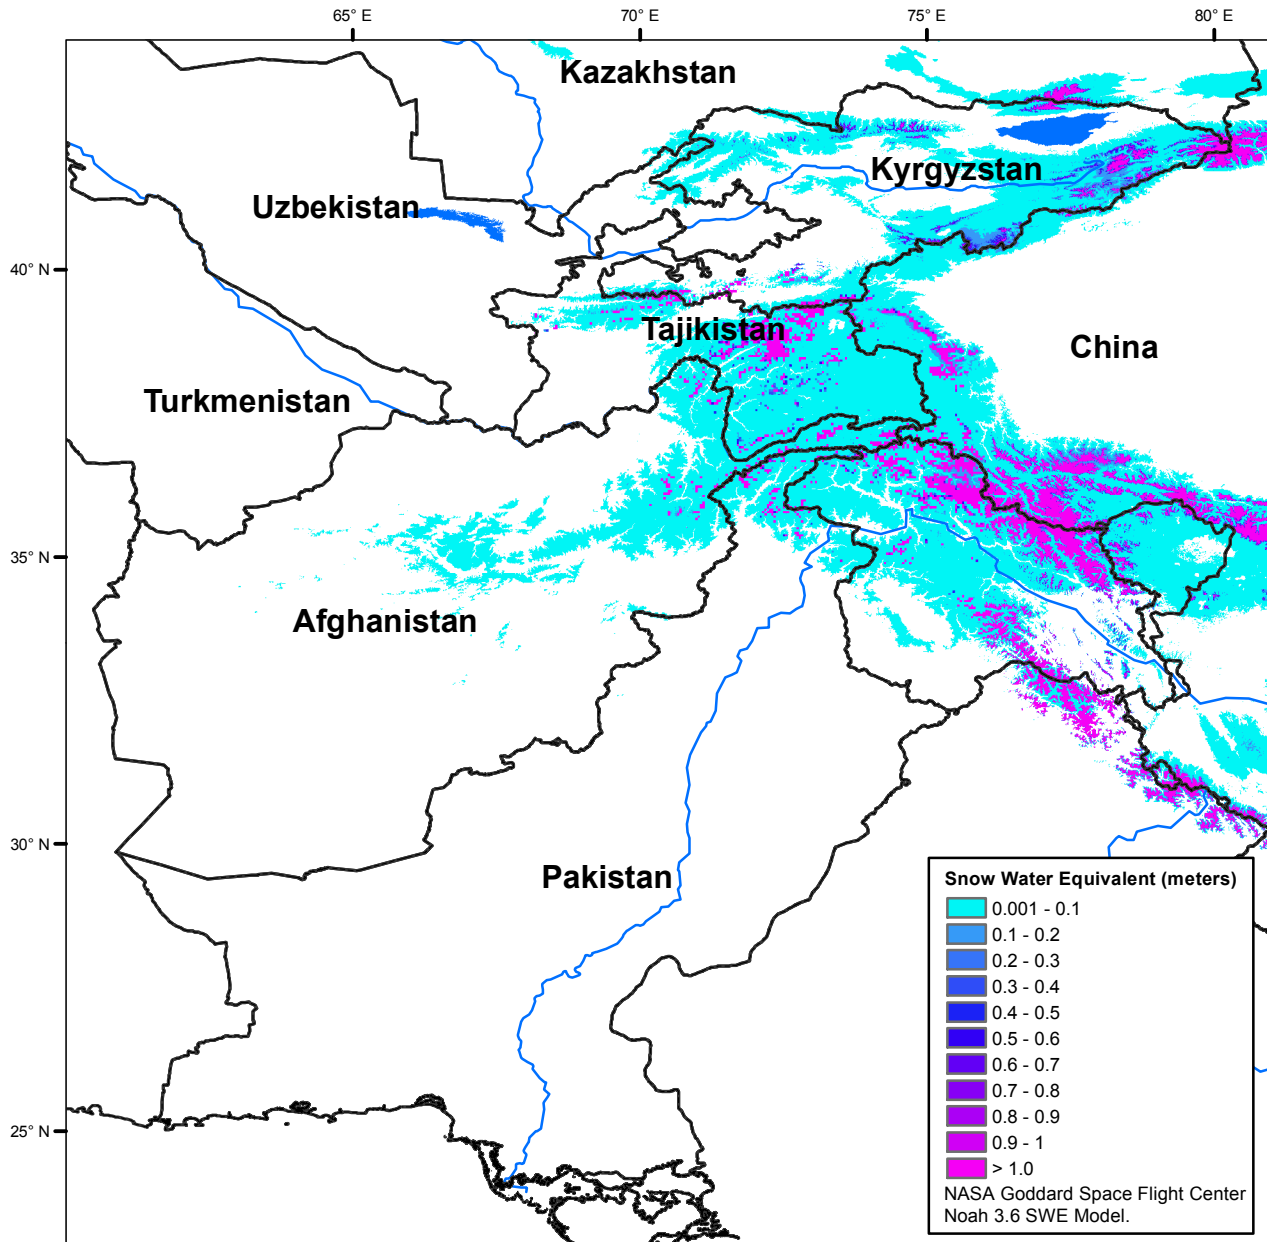 65° E
70° E
75° E
80° E
Kazakhstan
Kyrgyzstan
Uzbekistan
40° N
Tajikistan
China
Turkmenistan
35° N
Afghanistan
30° N
Pakistan
25° N
Snow Water Equivalent (meters)
0.001 - 0.1
0.1 - 0.2
0.2 - 0.3
0.3 - 0.4
0.4 - 0.5
0.5 - 0.6
0.6 - 0.7
0.7 - 0.8
0.8 - 0.9
0.9 - 1
> 1.0
NASA Goddard Space Flight Center
Noah 3.6 SWE Model.